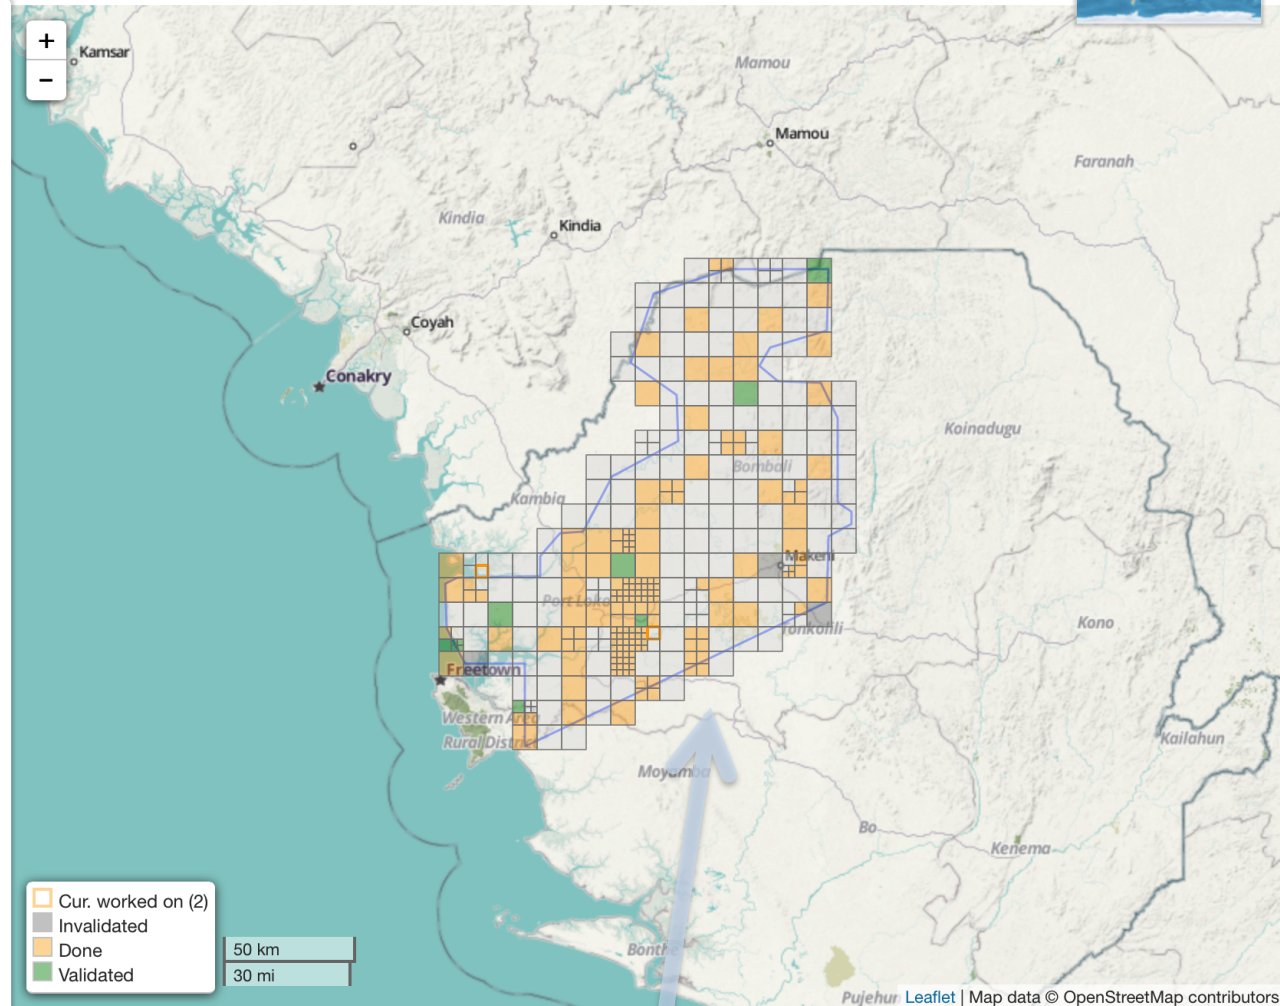 +
Kamsar
−
Mamou
Mamou
Faranah
Kindia
Kindia
Coyah
Conakry
Koinadugu
Bombali
Kambia
Makeni
Port Loko
Kono
Tonkolili
Freetown
Western Area
Rural District
Kailahun
Moyamba
Bo
Kenema
Cur. worked on (2)
Invalidated
Done
Validated
50 km
30 mi
Bonthe
Pujehun
Leaflet | Map data © OpenStreetMap contributors